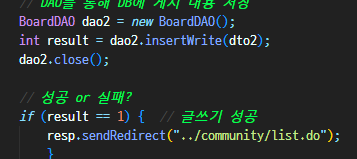 // DAO를 통해 DB에 게시 내용 저장
BoardDAO dao2 = new BoardDAO();
int result = dao2.insertWrite(dto2);
dao2.close();
// 성공 or 실패?
if (result == 1) { // 글쓰기 성공
resp.sendRedirect("../community/list.do");
}